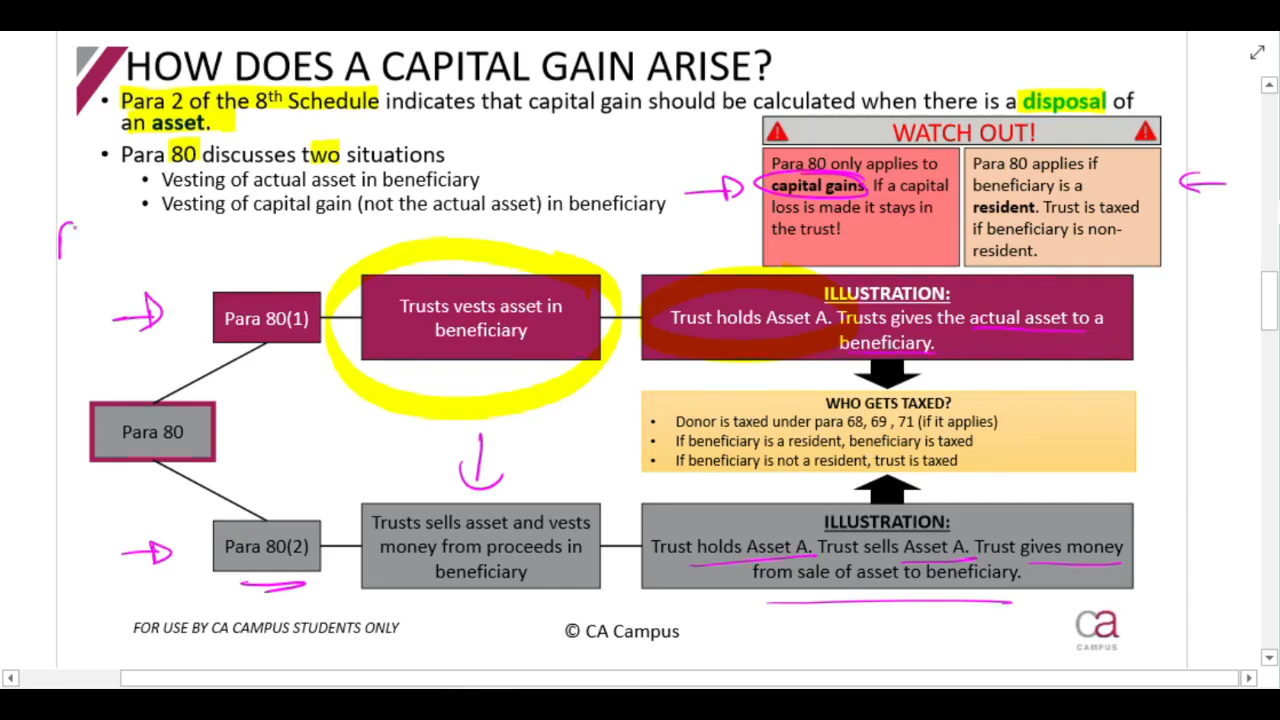 HOW DOES A CAPITAL GAIN ARISE?
• Para 2 of the 8th Schedule indicates that capital gain should be calculated when there is a disposal of
an asset.
• Para 80 discusses two situations
• Vesting of actual asset in beneficiary
• Vesting of capital gain (not the actual asset) in beneficiary
WATCH OUT!
Para 80 only applies to
capital gains. If a capital
loss is made it stays in
the trust!
Para 80 applies if
beneficiary is a
resident. Trust is taxed
if beneficiary is non-
resident.
Para 80(1)
Trusts vests asset in
beneficiary
ILLUSTRATION:
Trust holds Asset A. Trusts gives the actual asset to a
beneficiary.
Para 80
WHO GETS TAXED?
• Donor is taxed under para 68, 69 , 71 (if it applies)
• If beneficiary is a resident, beneficiary is taxed
• If beneficiary is not a resident, trust is taxed
Para 80(2)
Trusts sells asset and vests
money from proceeds in
beneficiary
ILLUSTRATION:
Trust holds Asset A. Trust sells Asset A. Trust gives money
from sale of asset to beneficiary.
FOR USE BY CA CAMPUS STUDENTS ONLY
© CA Campus
ca
CAMPUS